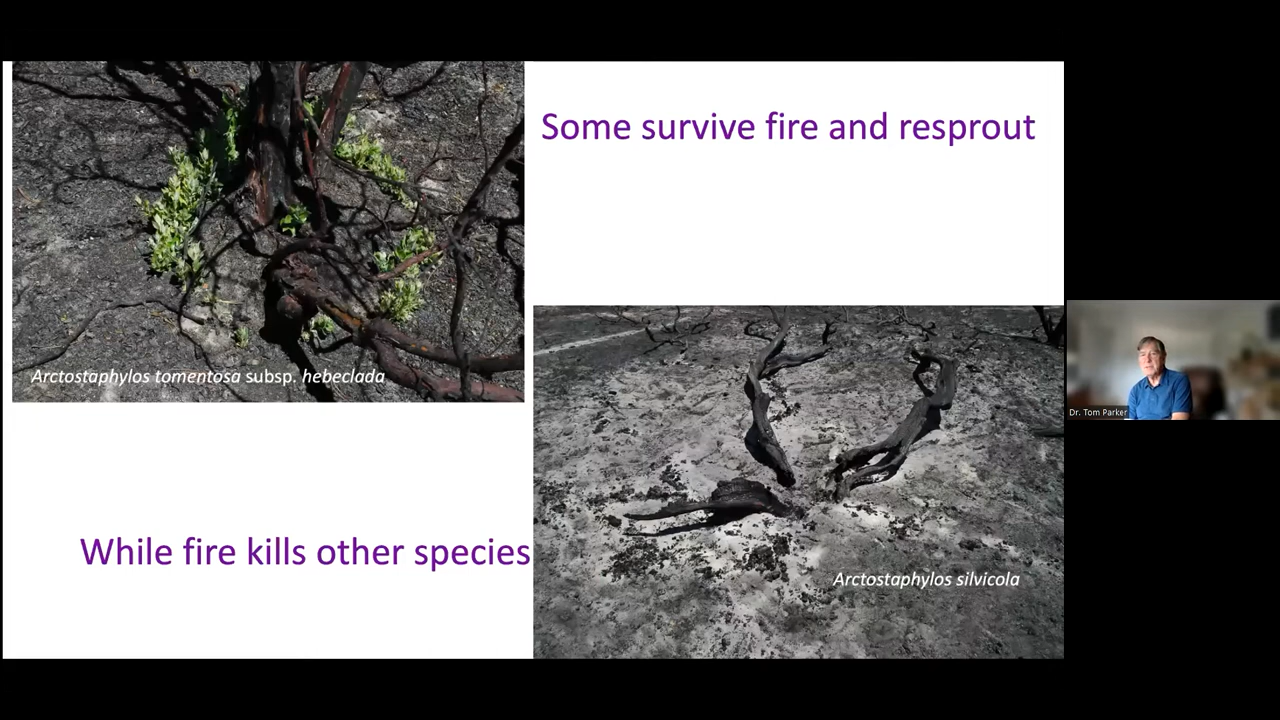 Some survive fire and resprout
Arctostaphylos tomentosa subsp. hebeclada
Dr. Tom Parker
While fire kills other species
Arctostaphylos silvicola